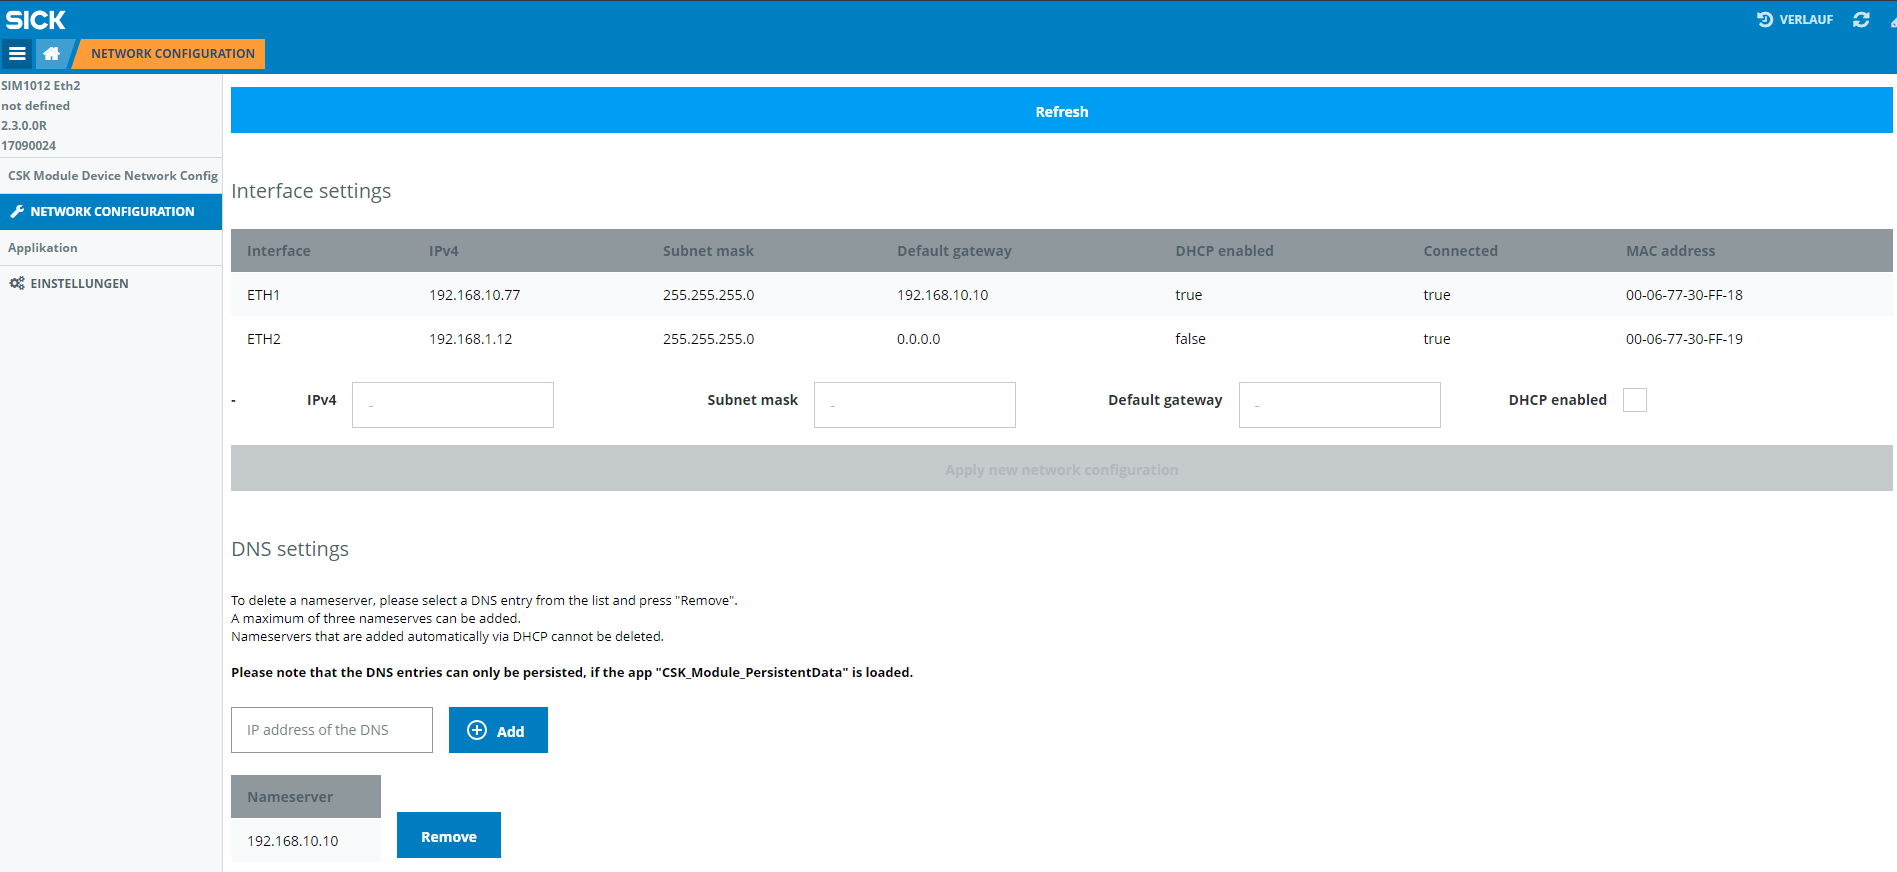 SICK
VERLAUF
NETWORK CONFIGURATION
SIM1012 Eth2
not defined
2.3.0.0R
17090024
CSK Module Device Network Config
NETWORK CONFIGURATION
Applikation
EINSTELLUNGEN
Refresh
Interface settings
Interface IPv4 Subnet mask Default gateway DHCP enabled Connected MAC address
ETH1 192.168.10.77 255.255.255.0 192.168.10.10 true true 00-06-77-30-FF-18
ETH2 192.168.1.12 255.255.255.0 0.0.0.0 false true 00-06-77-30-FF-19
- IPv4 - Subnet mask - Default gateway - DHCP enabled
Apply new network configuration
DNS settings
To delete a nameserver, please select a DNS entry from the list and press "Remove".
A maximum of three nameserves can be added.
Nameservers that are added automatically via DHCP cannot be deleted.
Please note that the DNS entries can only be persisted, if the app "CSK_Module_PersistentData" is loaded.
IP address of the DNS Add
Nameserver
192.168.10.10
Remove